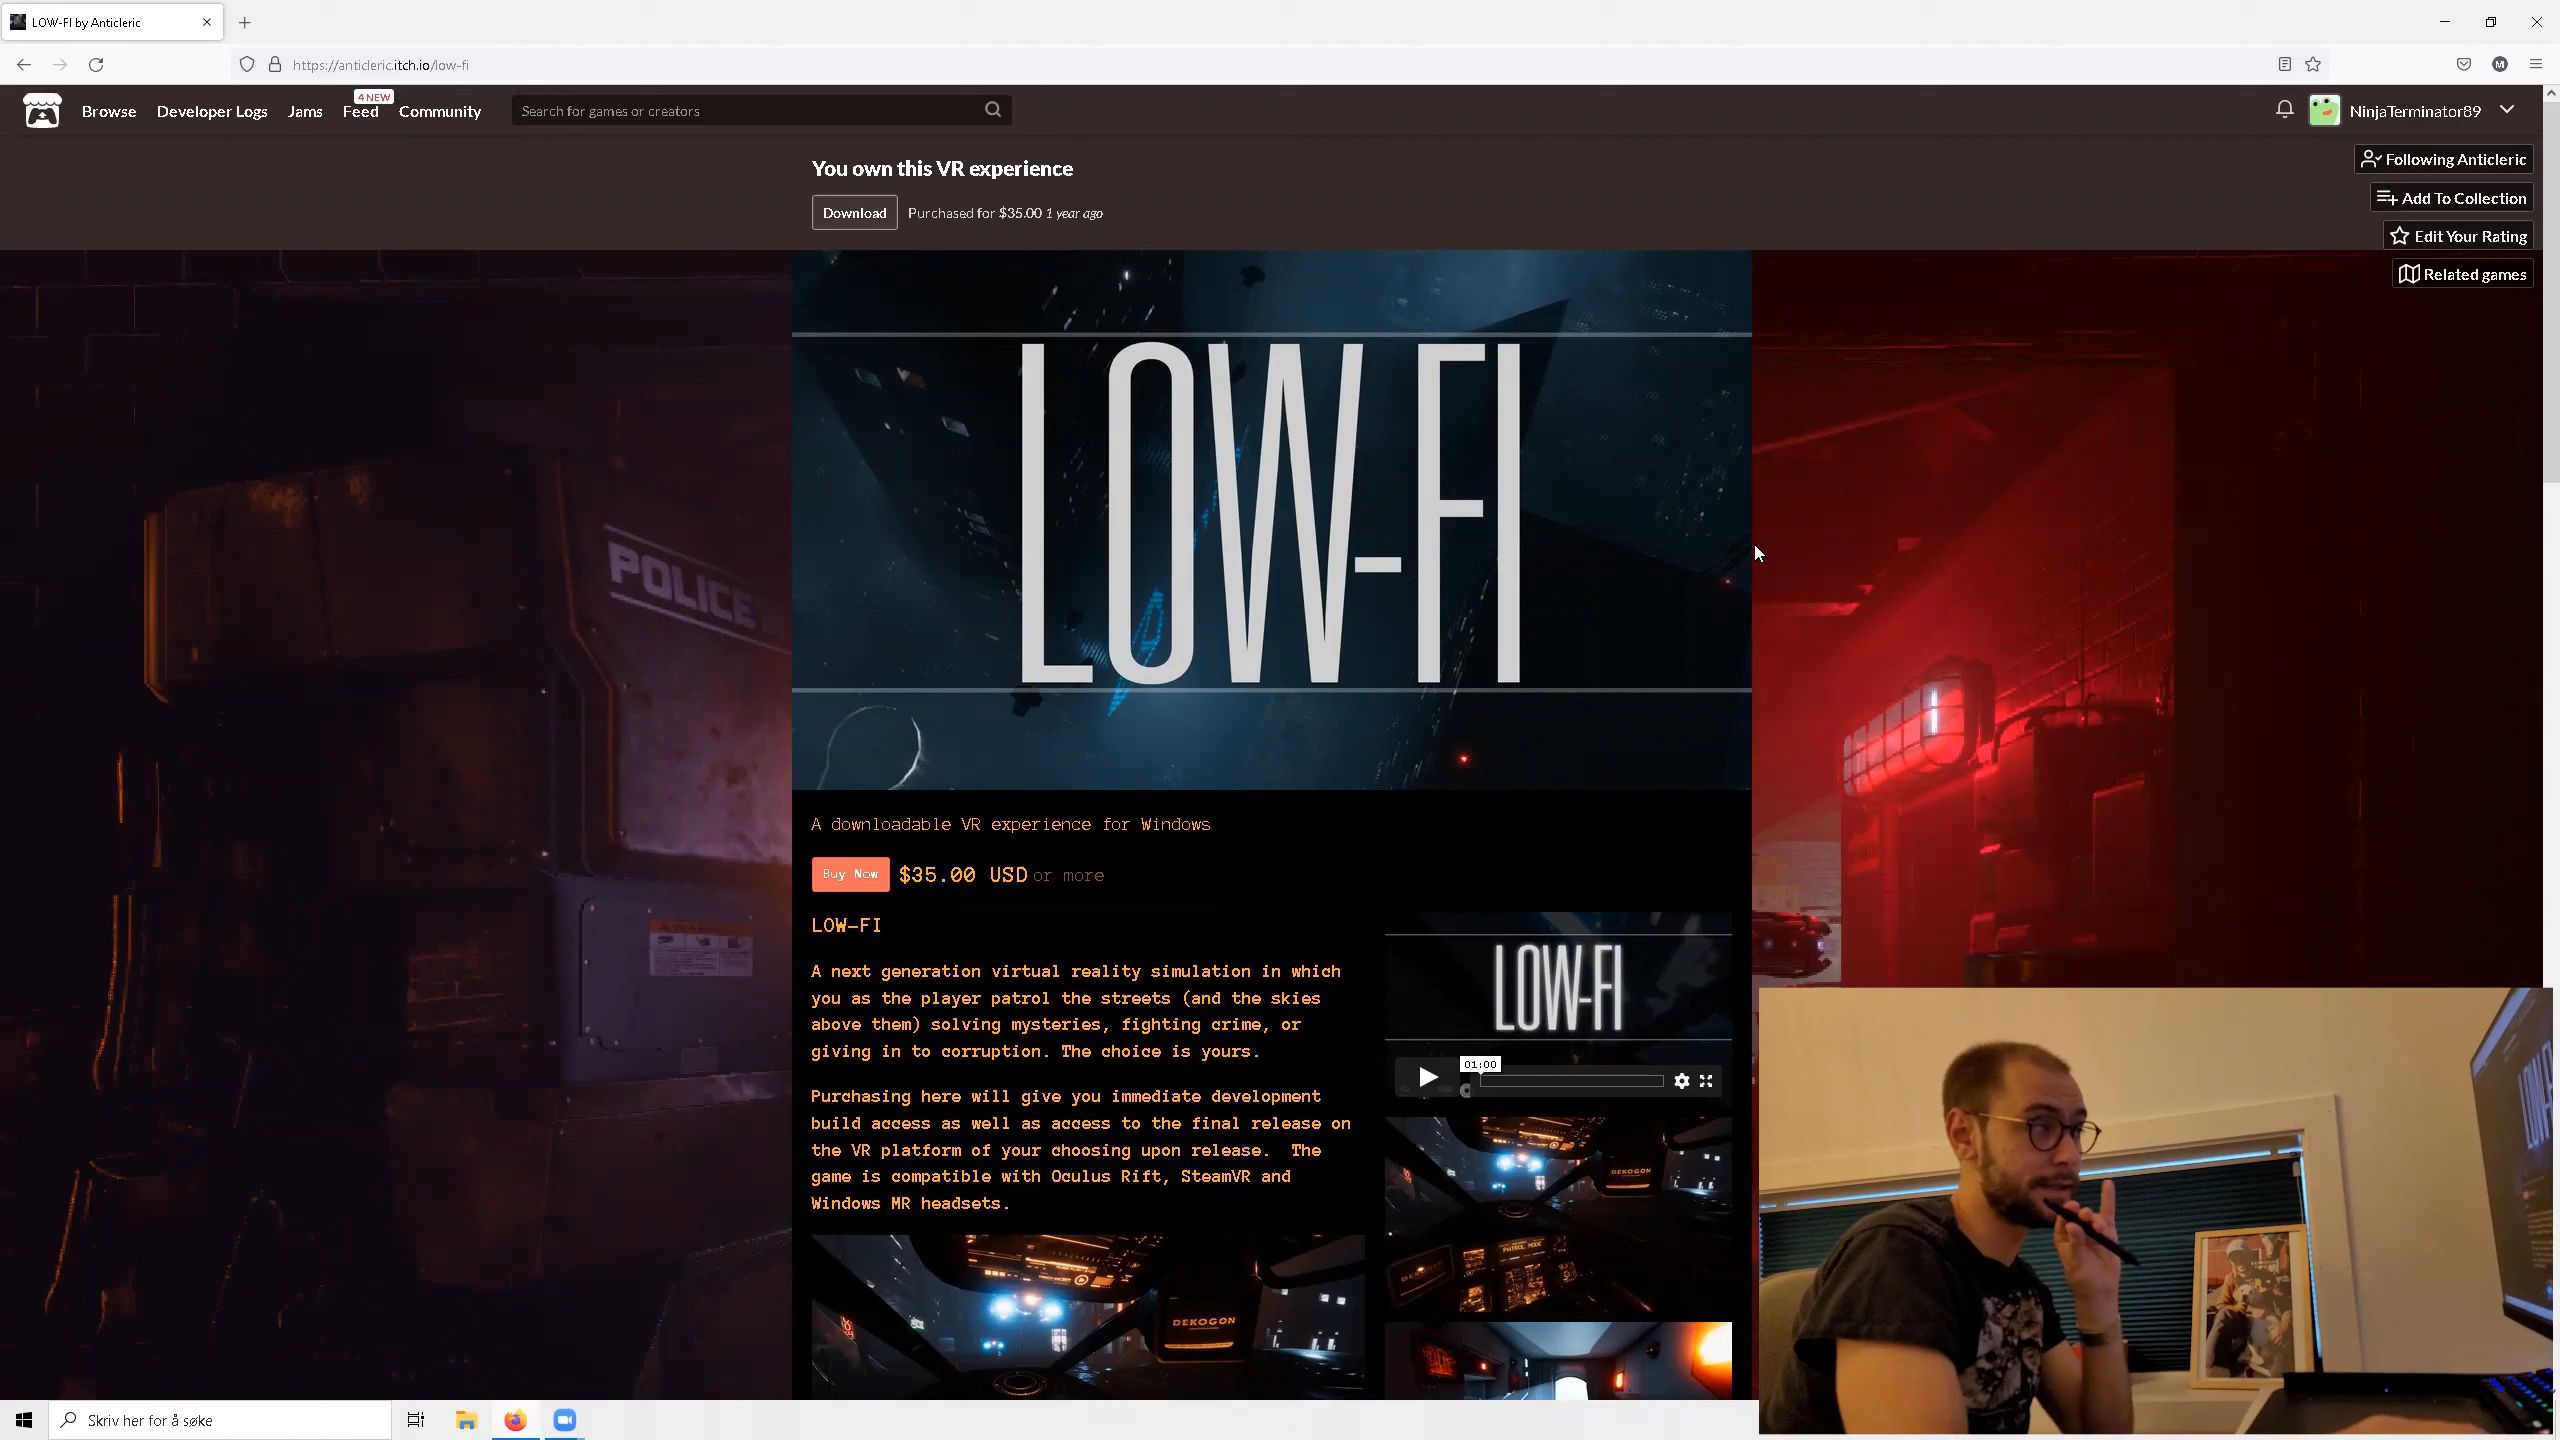 LOW-FI by Anticleric
https://anticleric.itch.io/low-fi
M
Browse
Developer Logs
Jams
Feed
4 NEW
Community
Search for games or creators
NinjaTerminator89
You own this VR experience
Download
Purchased for $35.00 1 year ago
Following Anticleric
Add To Collection
Edit Your Rating
Related games
POLICE
LOW-FI
A downloadable VR experience for Windows
Buy Now
$35.00 USD or more
LOW-FI
A next generation virtual reality simulation in which
you as the player patrol the streets (and the skies
above them) solving mysteries, fighting crime, or
giving in to corruption. The choice is yours.
Purchasing here will give you immediate development
build access as well as access to the final release on
the VR platform of your choosing upon release. The
game is compatible with Oculus Rift, SteamVR and
Windows MR headsets.
LOW-FI
01:00
DEKOGON
PATROL MODE
DEKOGON
Skriv her for å søke